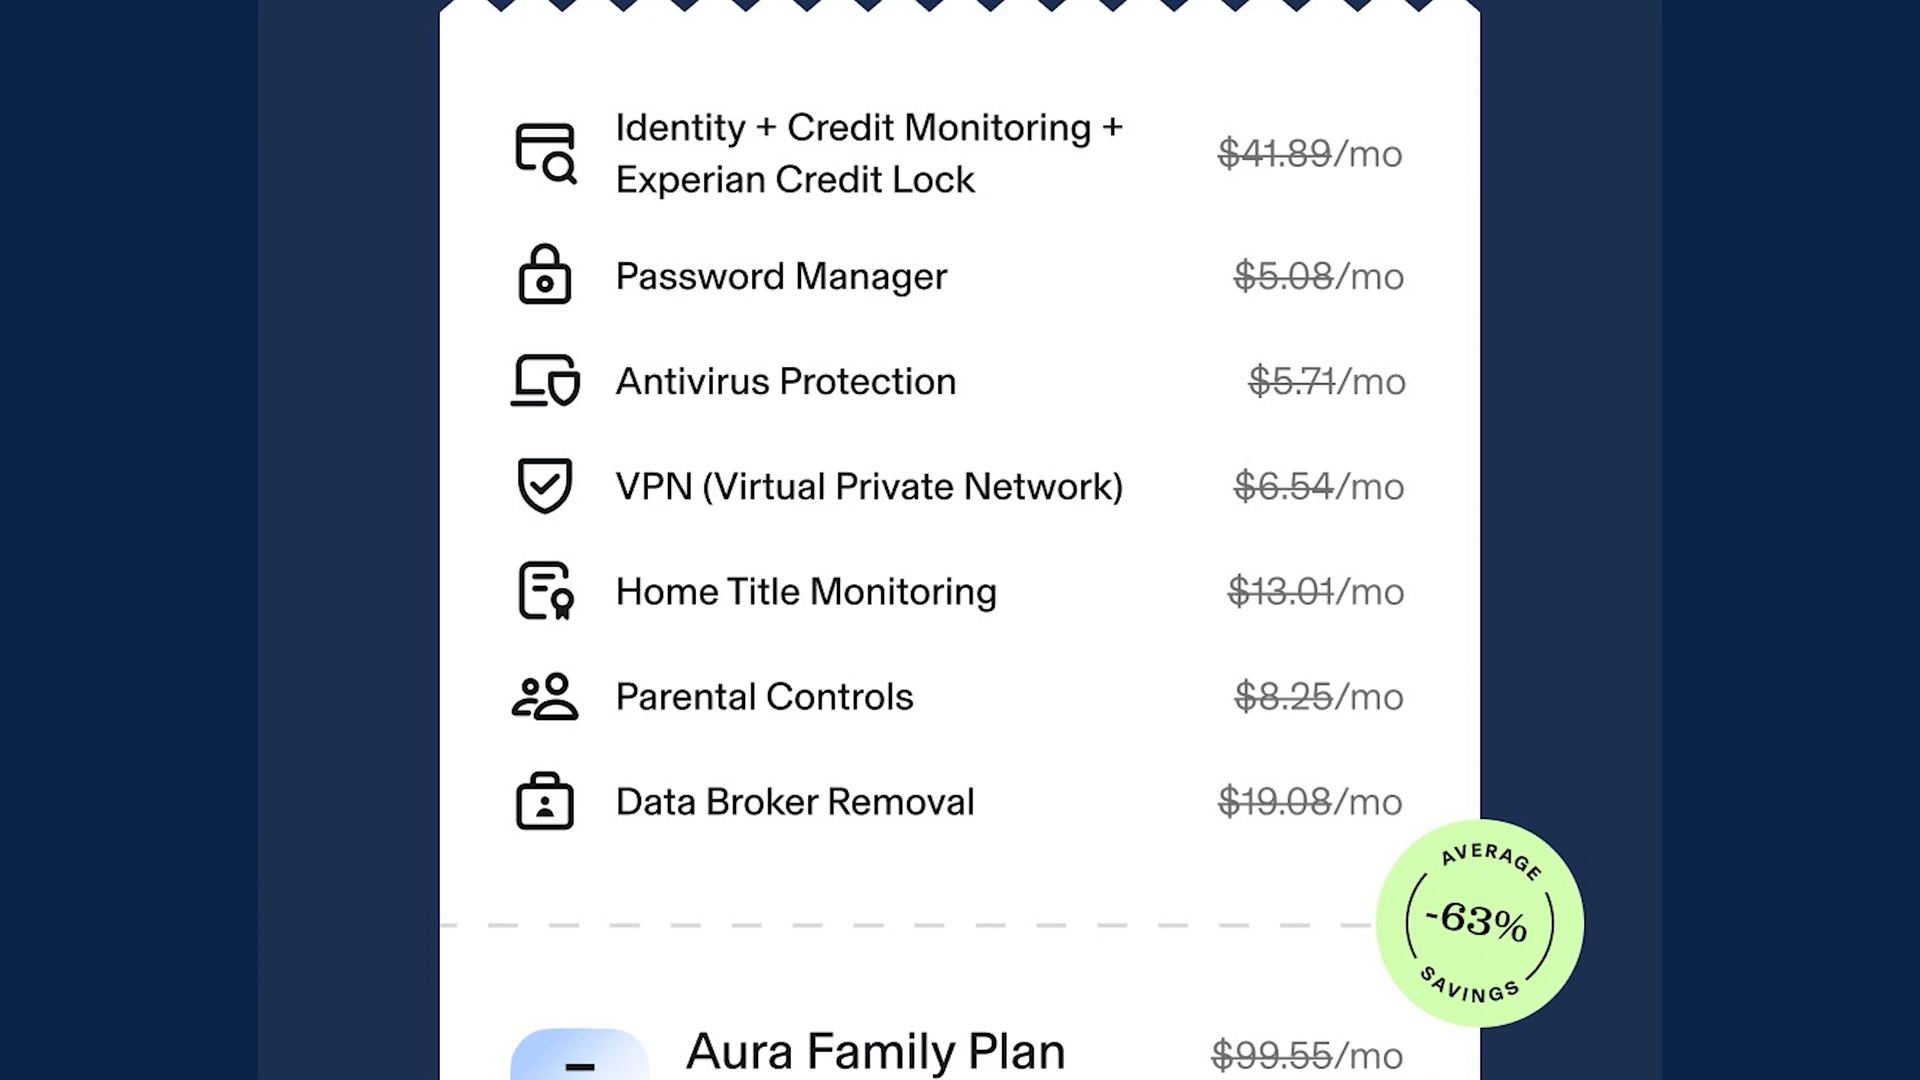 Identity + Credit Monitoring +
Experian Credit Lock
$41.89/mo
Password Manager
$5.08/mo
Antivirus Protection
$5.71/mo
VPN (Virtual Private Network)
$6.54/mo
Home Title Monitoring
$13.01/mo
Parental Controls
$8.25/mo
Data Broker Removal
$19.08/mo
AVERAGE
-63%
SAVINGS
Aura Family Plan
$99.55/mo